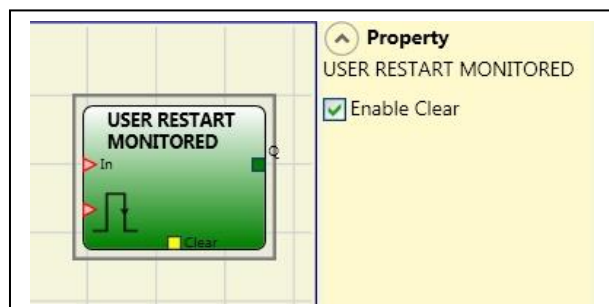 USER RESTART
MONITORED
In
Q
Clear
Property
USER RESTART MONITORED
Enable Clear